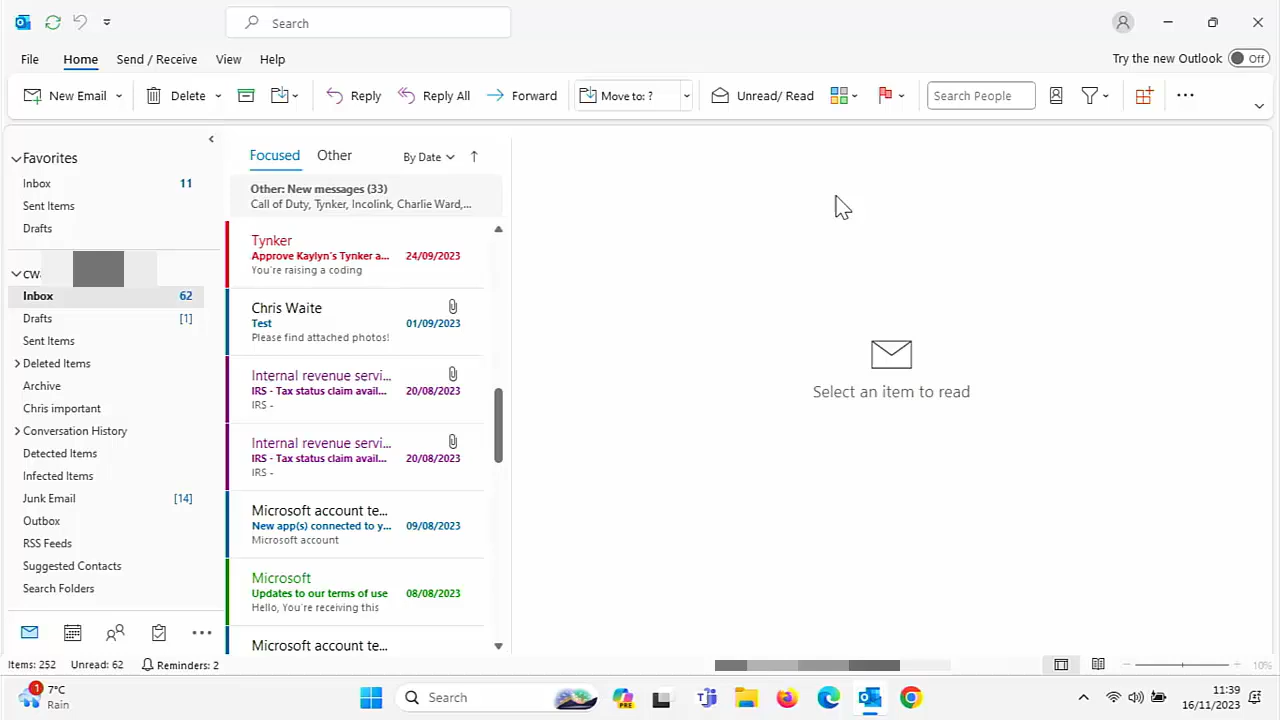 Search
File Home Send / Receive View Help
Try the new Outlook Off
New Email Delete Reply Reply All Forward Move to: ? Unread/ Read Search People
Favorites
Inbox 11
Sent Items
Drafts
CW
Inbox 62
Drafts [1]
Sent Items
Deleted Items
Archive
Chris important
Conversation History
Detected Items
Infected Items
Junk Email [14]
Outbox
RSS Feeds
Suggested Contacts
Search Folders
Focused Other By Date
Other: New messages (33)
Call of Duty, Tynker, Incolink, Charlie Ward,...
Tynker
Approve Kaylyn's Tynker a... 24/09/2023
You're raising a coding
Chris Waite
Test 01/09/2023
Please find attached photos!
Internal revenue servi...
IRS - Tax status claim avail... 20/08/2023
IRS -
Internal revenue servi...
IRS - Tax status claim avail... 20/08/2023
IRS -
Microsoft account te...
New app(s) connected to y... 09/08/2023
Microsoft account
Microsoft
Updates to our terms of use 08/08/2023
Hello, You're receiving this
Microsoft account te...
Select an item to read
Items: 252 Unread: 62 Reminders: 2
10%
1
7°C
Rain
Search
PRE
11:39
16/11/2023